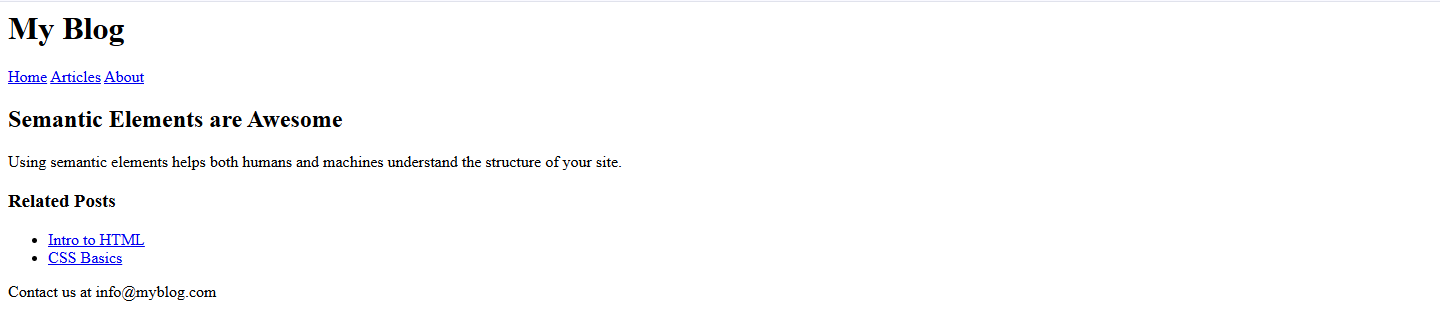 My Blog
Home Articles About
Semantic Elements are Awesome
Using semantic elements helps both humans and machines understand the structure of your site.
Related Posts
Intro to HTML
CSS Basics
Contact us at info@myblog.com